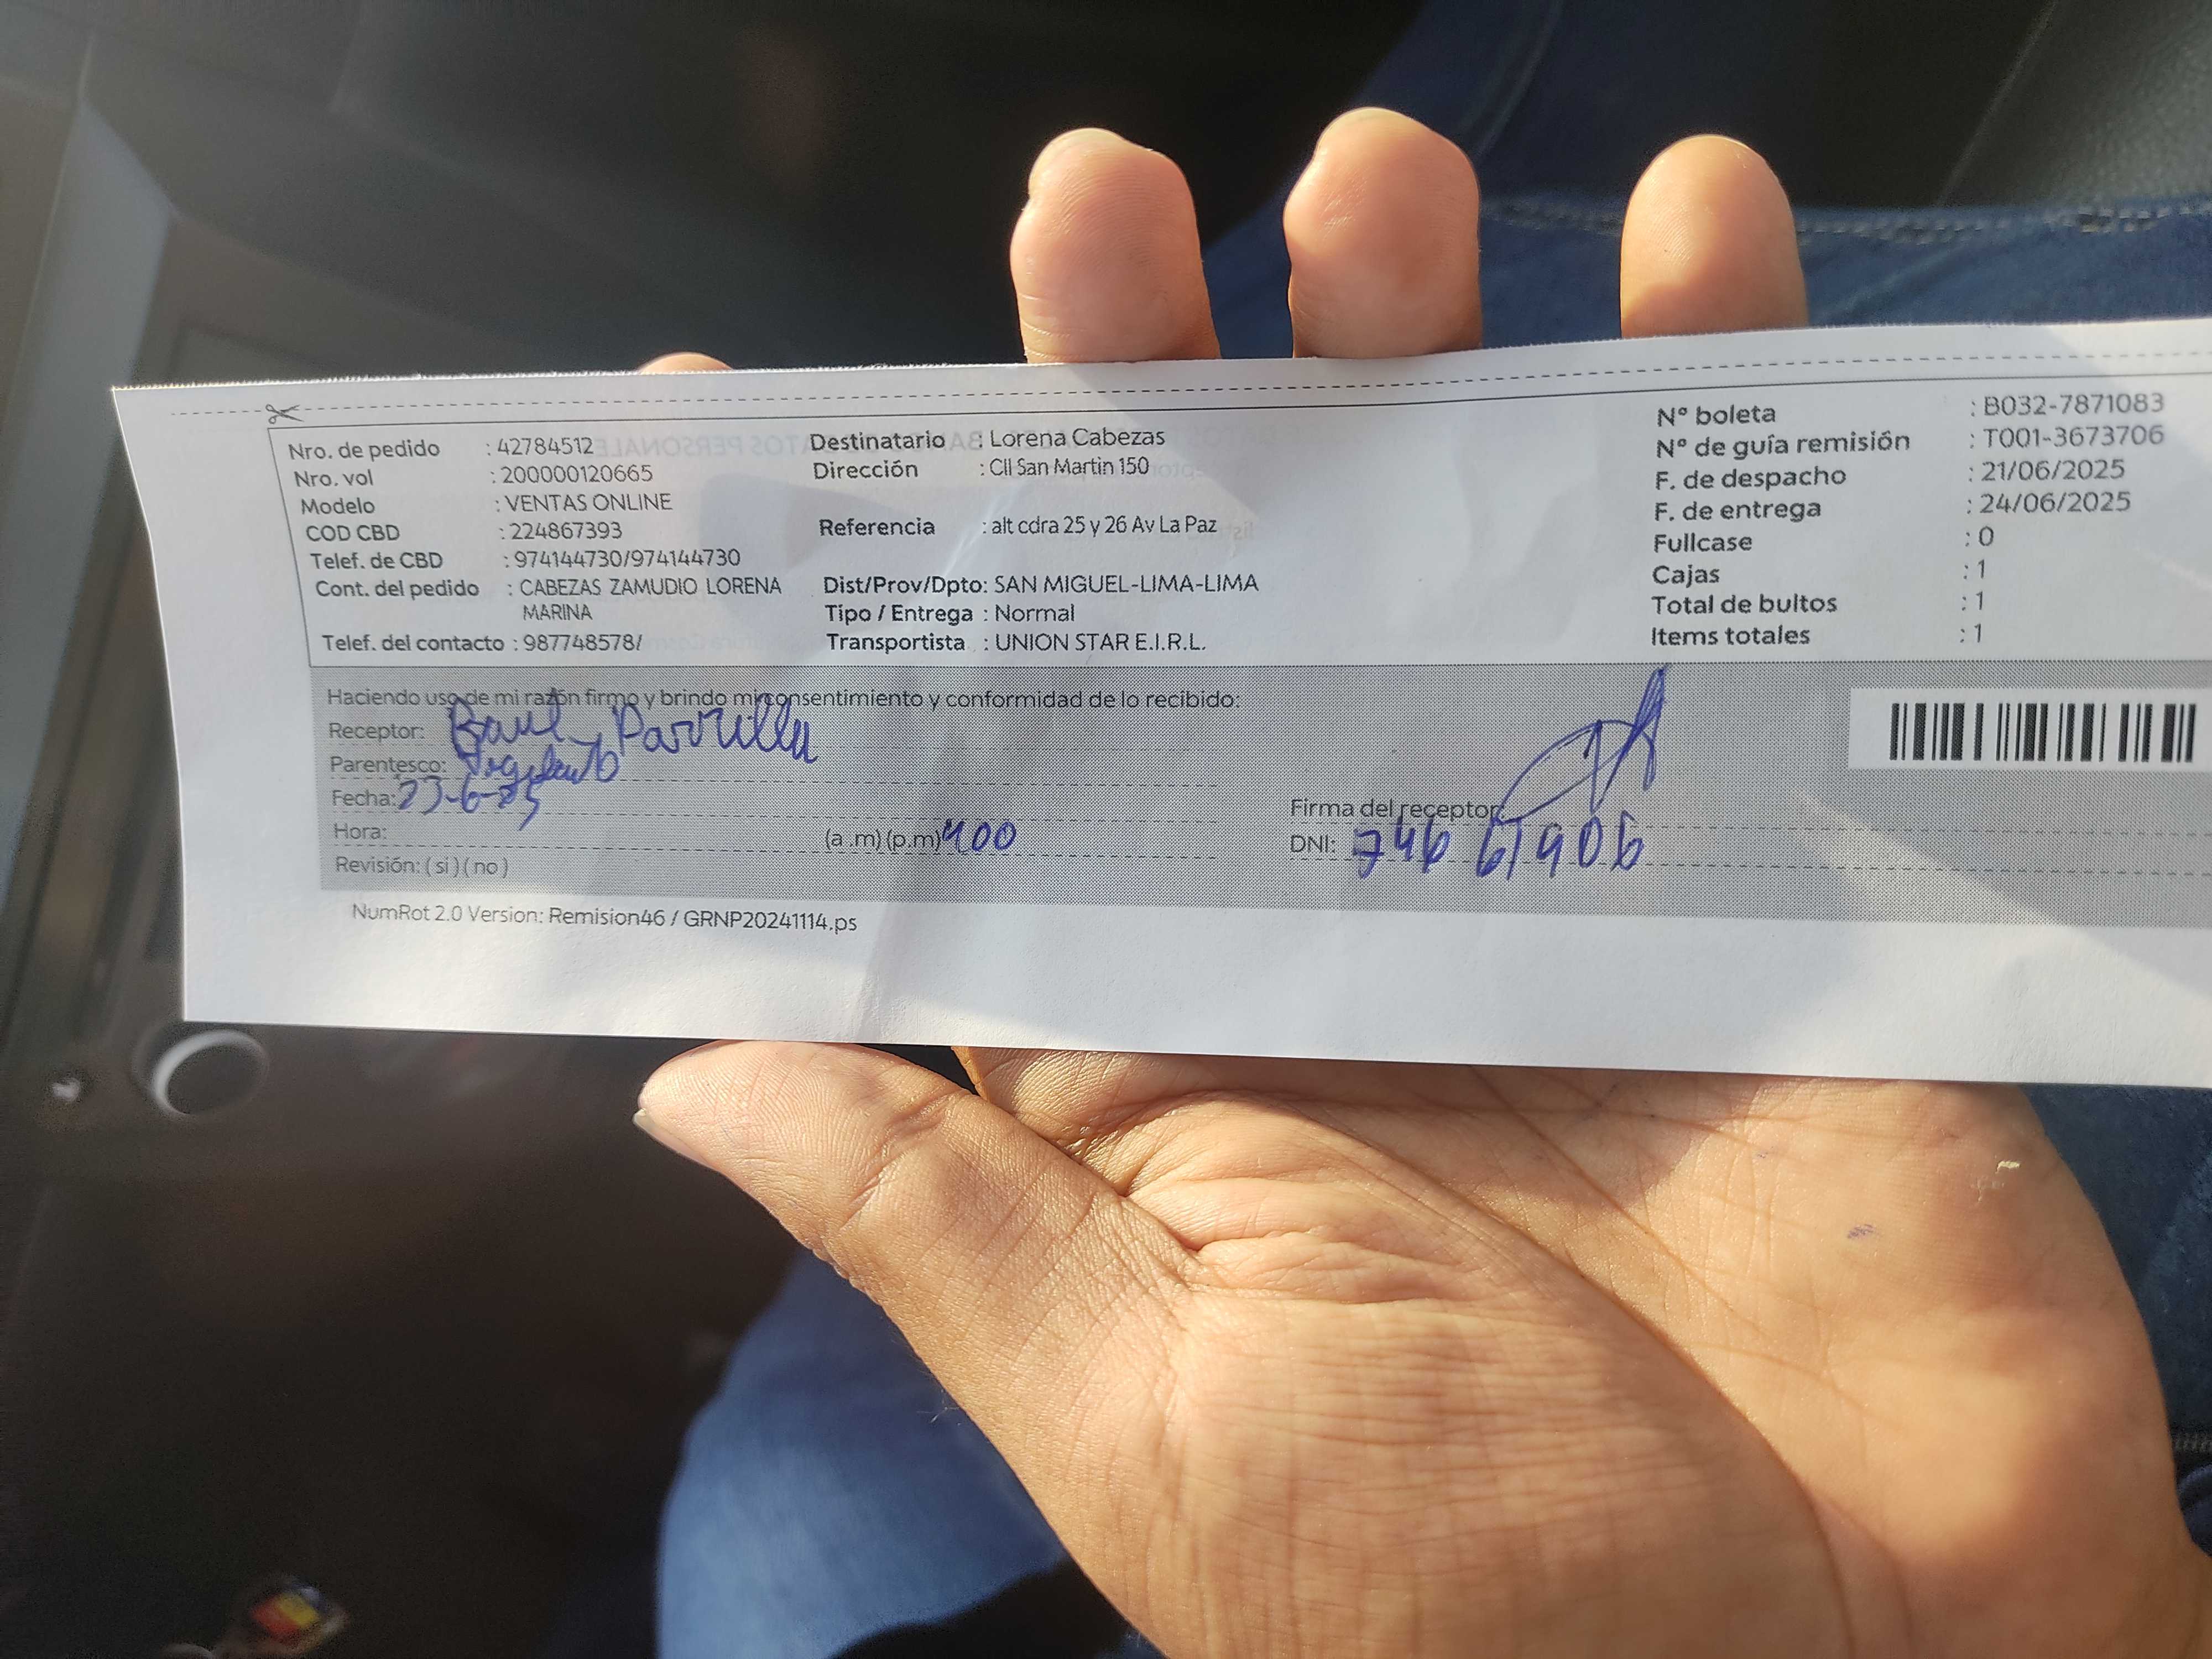 Nro. de pedido : 42784512
Nro. vol : 200000120665
Modelo : VENTAS ONLINE
COD CBD : 224867393
Telef. de CBD : 974144730/974144730
Cont. del pedido : CABEZAS ZAMUDIO LORENA
MARINA
Telef. del contacto : 987748578/
Destinatario : Lorena Cabezas
Dirección : Cll San Martin 150
Referencia : alt cdra 25 y 26 Av La Paz
Dist/Prov/Dpto: SAN MIGUEL-LIMA-LIMA
Tipo / Entrega : Normal
Transportista : UNION STAR E.I.R.L.
N° boleta : B032-7871083
N° de guía remisión : T001-3673706
F. de despacho : 21/06/2025
F. de entrega : 24/06/2025
Fullcase : 0
Cajas : 1
Total de bultos : 1
Items totales : 1
Haciendo uso de mi razón firmo y brindo mi consentimiento y conformidad de lo recibido:
Receptor: Parrilla
Parentesco:
Fecha: 23-6-25
Hora: (a .m) (p.m) 400
Revisión: ( si ) ( no )
Firma del receptor:
DNI: 74661906
NumRot 2.0 Version: Remision46 / GRNP20241114.ps